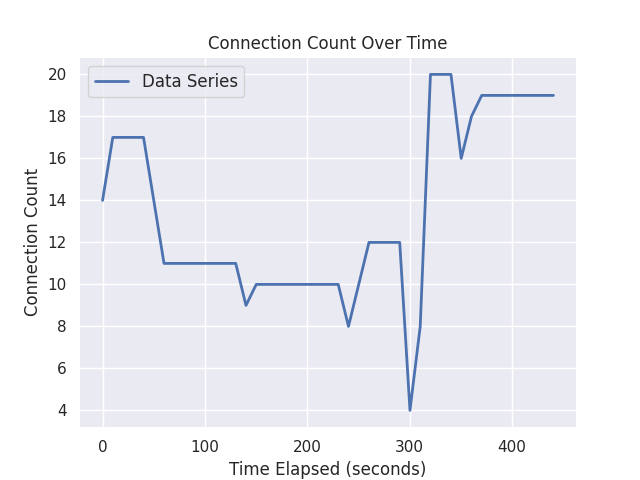 Connection Count Over Time
Data Series
Connection Count
20
18
16
14
12
10
8
6
4
0 100 200 300 400
Time Elapsed (seconds)